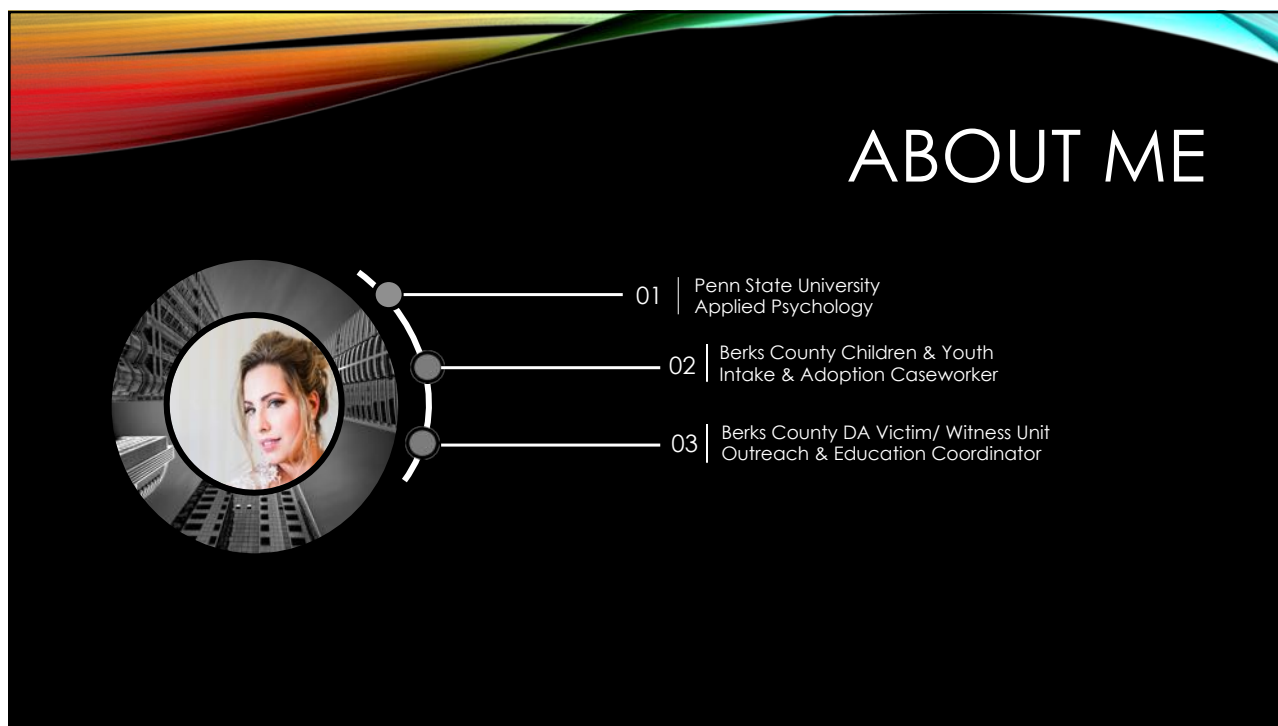 ABOUT ME
01
Penn State University
Applied Psychology
02
Berks County Children & Youth
Intake & Adoption Caseworker
03
Berks County DA Victim/ Witness Unit
Outreach & Education Coordinator